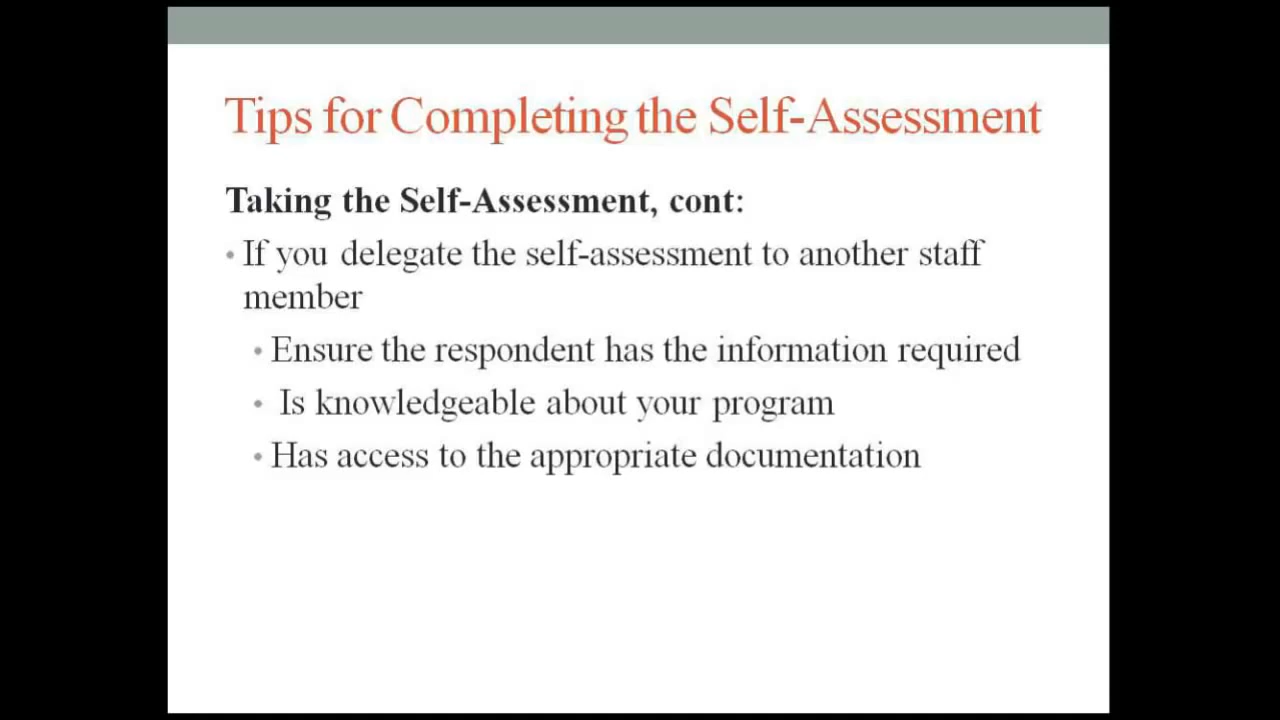 Tips for Completing the Self-Assessment
Taking the Self-Assessment, cont:
• If you delegate the self-assessment to another staff
member
• Ensure the respondent has the information required
• Is knowledgeable about your program
• Has access to the appropriate documentation